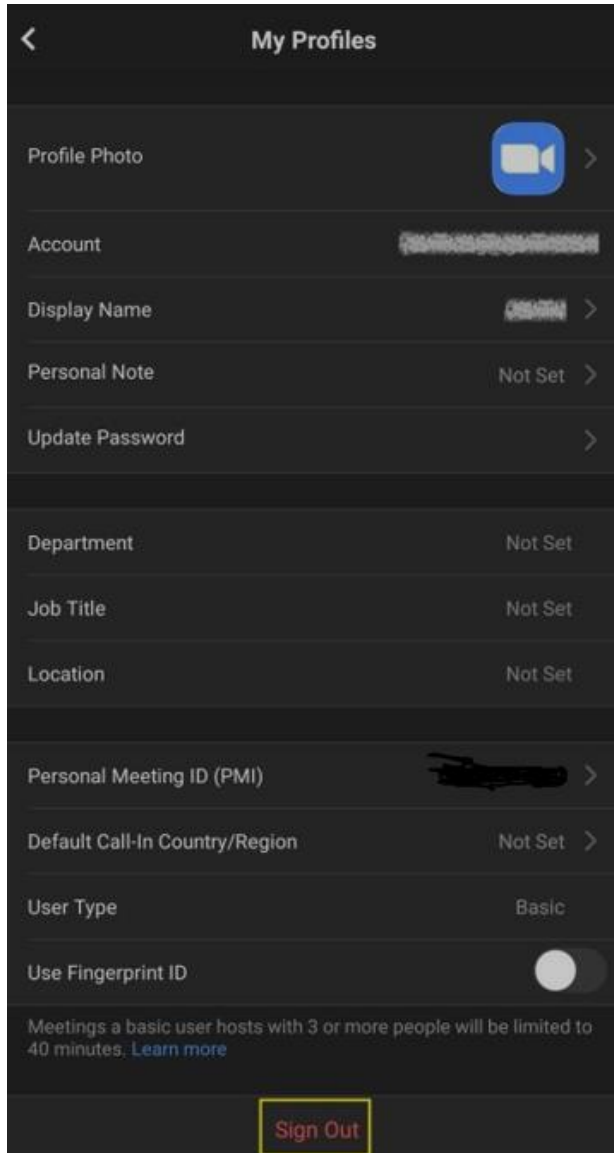 My Profiles
Profile Photo
Account
Display Name
Personal Note Not Set
Update Password
Department Not Set
Job Title Not Set
Location Not Set
Personal Meeting ID (PMI)
Default Call-In Country/Region Not Set
User Type Basic
Use Fingerprint ID
Meetings a basic user hosts with 3 or more people will be limited to
40 minutes. Learn more
Sign Out